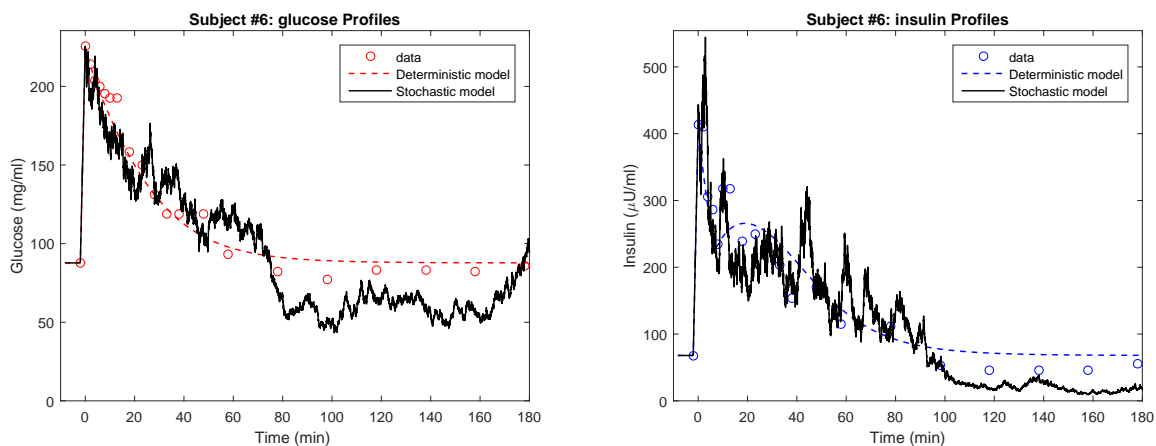 Subject #6: glucose Profiles
data
Deterministic model
Stochastic model
Glucose (mg/ml)
200
150
100
50
0
0 20 40 60 80 100 120 140 160 180
Time (min)
Subject #6: insulin Profiles
data
Deterministic model
Stochastic model
Insulin (μU/ml)
500
400
300
200
100
0
0 20 40 60 80 100 120 140 160 180
Time (min)